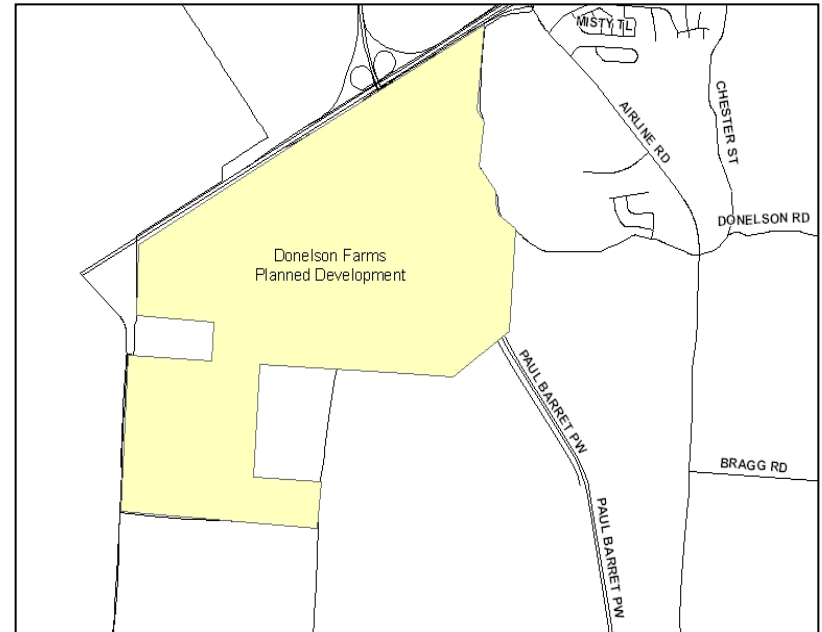 MISTY TL
CHESTER ST
AIRLINE RD
DONELSON RD
Donelson Farms
Planned Development
PAUL BARRET PW
BRAGG RD
PAUL BARRET PW